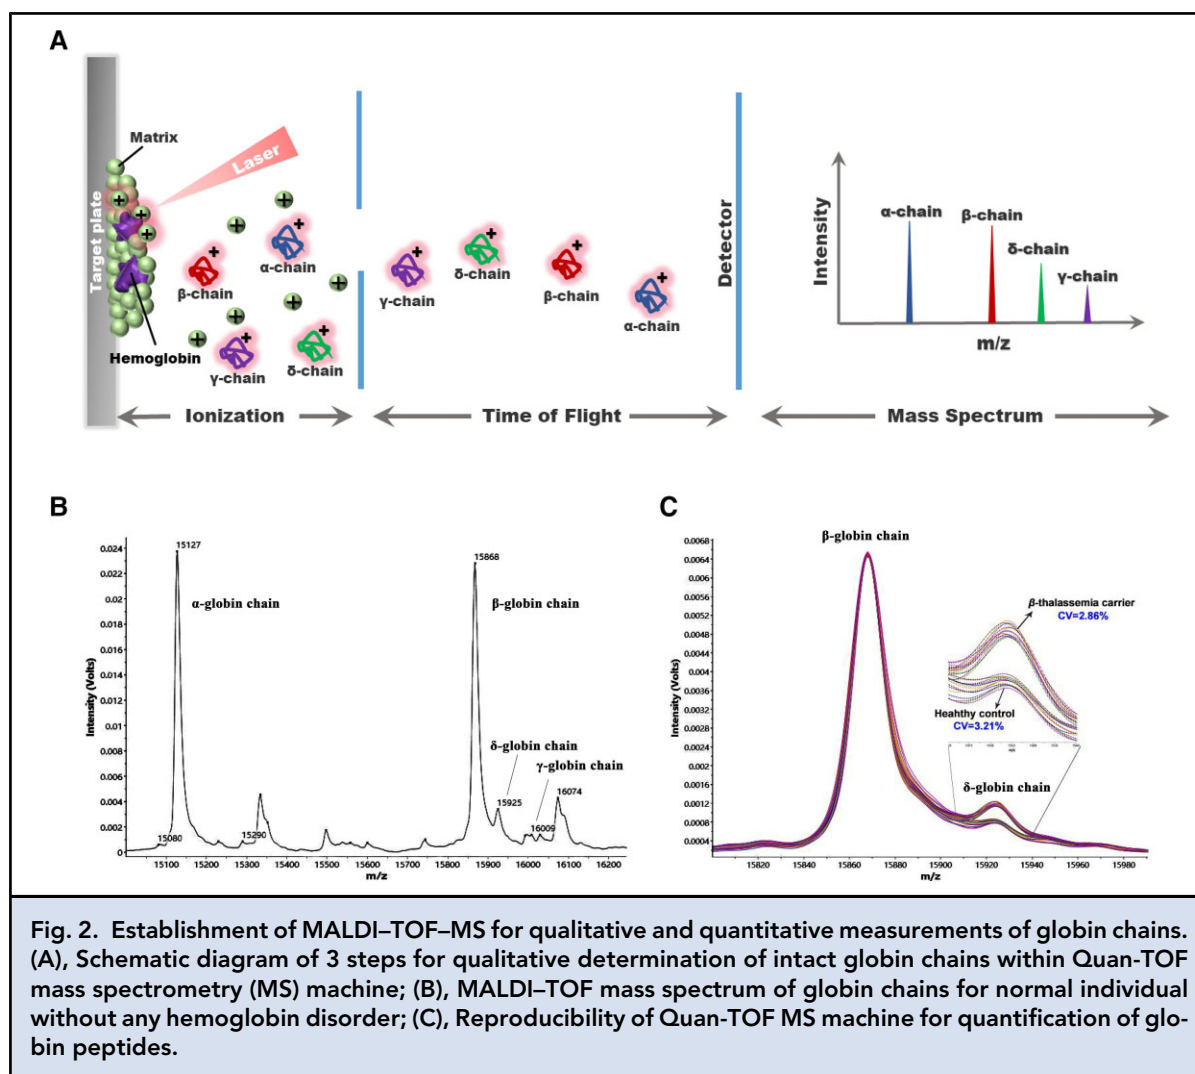 A
Matrix
Laser
Target plate
α-chain
β-chain
Hemoglobin
γ-chain
δ-chain
δ-chain
γ-chain
β-chain
α-chain
Detector
Intensity
α-chain
β-chain
δ-chain
γ-chain
m/z
Ionization
Time of Flight
Mass Spectrum
B
Intensity (Volts)
0.024
0.022
0.02
0.018
0.016
0.014
0.012
0.01
0.008
0.006
0.004
0.002
0
15127
α-globin chain
15868
β-globin chain
δ-globin chain
γ-globin chain
15925
16074
15080
15290
16009
15100 15200 15300 15400 15500 15600 15700 15800 15900 16000 16100 16200
m/z
C
Intensity (Volts)
0.0068
0.0064
0.006
0.0056
0.0052
0.0048
0.0044
0.004
0.0036
0.0032
0.0028
0.0024
0.002
0.0016
0.0012
0.0008
0.0004
β-globin chain
β-thalassemia carrier
CV=2.86%
Heahthy control
CV=3.21%
δ-globin chain
15820 15840 15860 15880 15900 15920 15940 15960 15980
m/z
Fig. 2. Establishment of MALDI–TOF–MS for qualitative and quantitative measurements of globin chains.
(A), Schematic diagram of 3 steps for qualitative determination of intact globin chains within Quan-TOF
mass spectrometry (MS) machine; (B), MALDI–TOF mass spectrum of globin chains for normal individual
without any hemoglobin disorder; (C), Reproducibility of Quan-TOF MS machine for quantification of glo-
bin peptides.